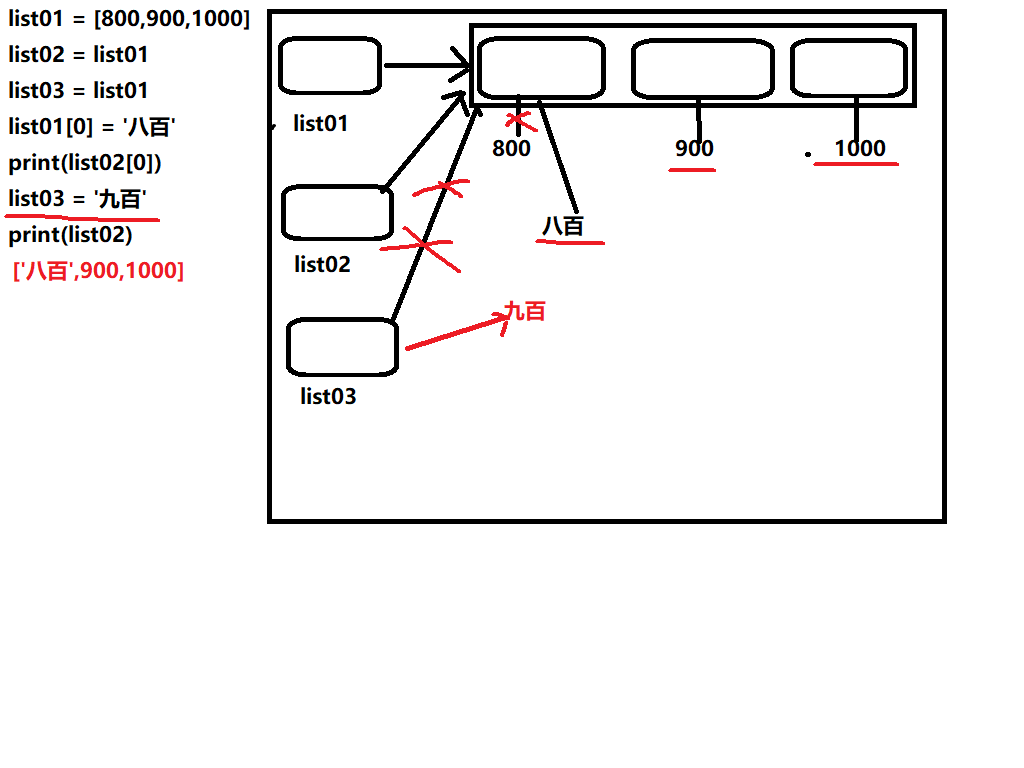 list01 = [800,900,1000]
list02 = list01
list03 = list01
list01[0] = '八百'
print(list02[0])
list03 = '九百'
print(list02)
['八百',900,1000]
list01
800
900
1000
八百
list02
九百
list03